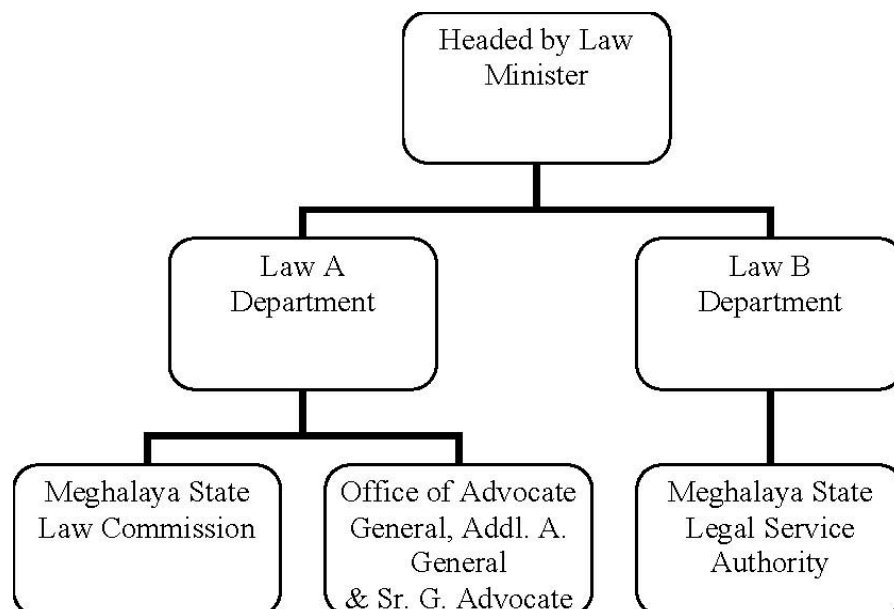 Headed by Law
Minister
Law A
Department
Law B
Department
Meghalaya State
Law Commission
Office of Advocate
General, Addl. A.
General
& Sr. G. Advocate
Meghalaya State
Legal Service
Authority